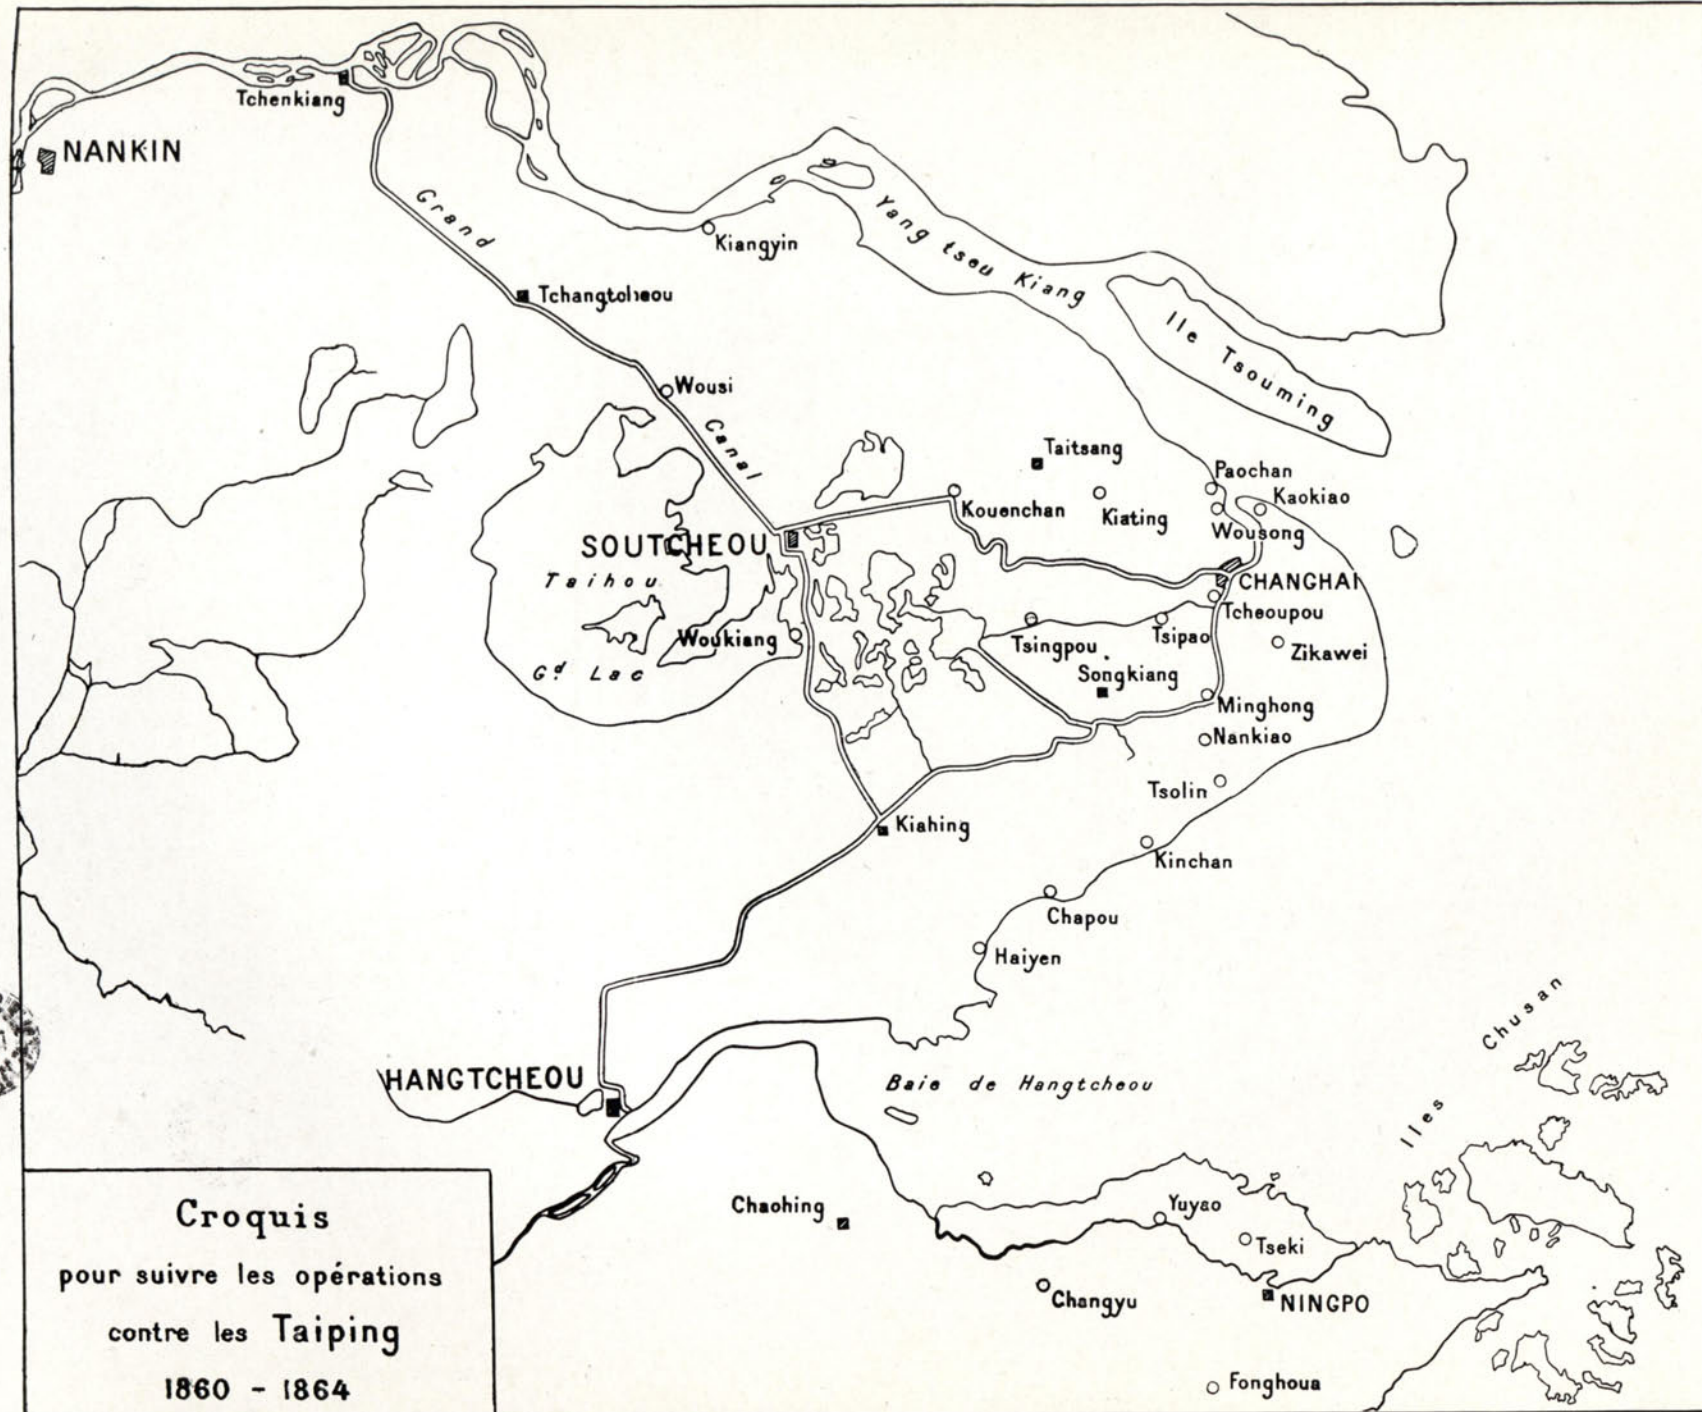 Tchenkiang
NANKIN
Grand
Kiangyin
Yang tseu Kiang
Tchangtcheou
Ile Tsouming
Wousi
Canal
Taitsang
Paochan
Kaokiao
Kouenchan
Kiating
Wousong
SOUTCHEOU
CHANGHAI
Taihou
Tcheoupou
Woukiang
Tsingpou
Tsipao
Zikawei
Gd Lac
Songkiang
Minghong
Nankiao
Tsolin
Kiahing
Kinchan
Chapou
Haiyen
Iles Chusan
HANGTCHEOU
Baie de Hangtcheou
Chaohing
Yuyao
Tseki
Changyu
NINGPO
Fonghoua
Croquis
pour suivre les opérations
contre les Taiping
1860 - 1864